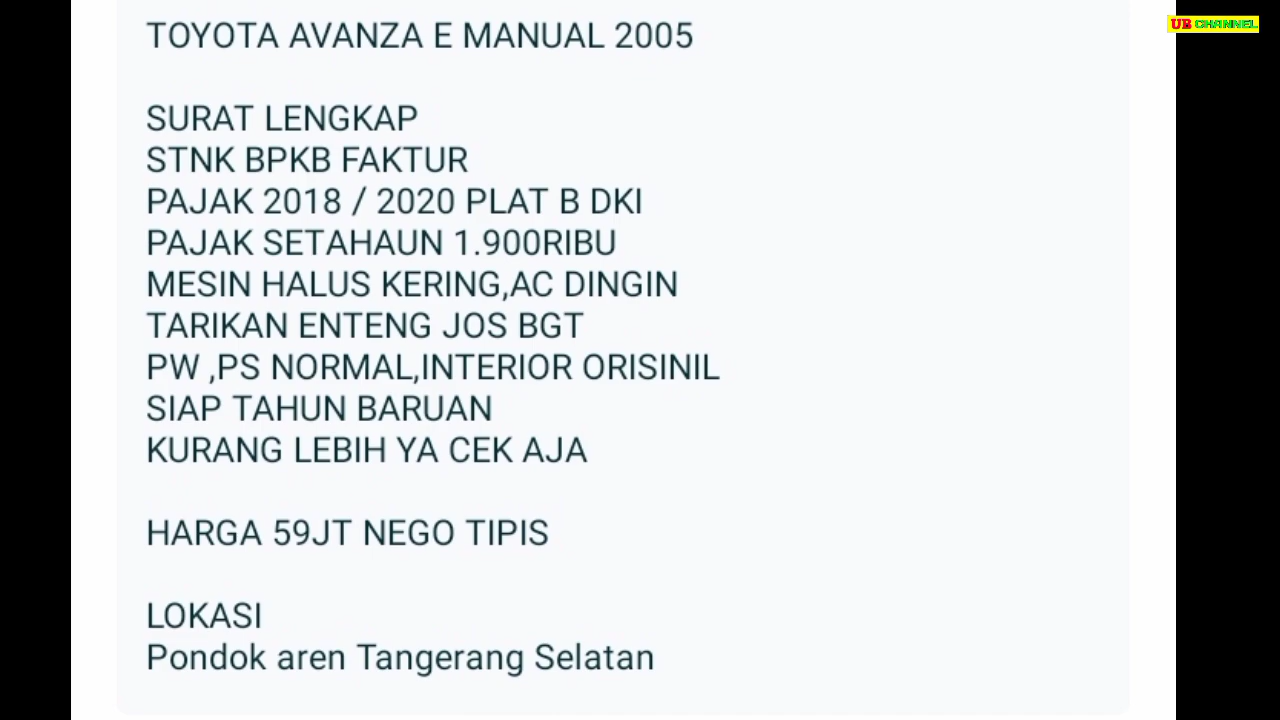 TOYOTA AVANZA E MANUAL 2005
SURAT LENGKAP
STNK BPKB FAKTUR
PAJAK 2018 / 2020 PLAT B DKI
PAJAK SETAHAUN 1.900RIBU
MESIN HALUS KERING,AC DINGIN
TARIKAN ENTENG JOS BGT
PW ,PS NORMAL,INTERIOR ORISINIL
SIAP TAHUN BARUAN
KURANG LEBIH YA CEK AJA
HARGA 59JT NEGO TIPIS
LOKASI
Pondok aren Tangerang Selatan
UB CHANNEL